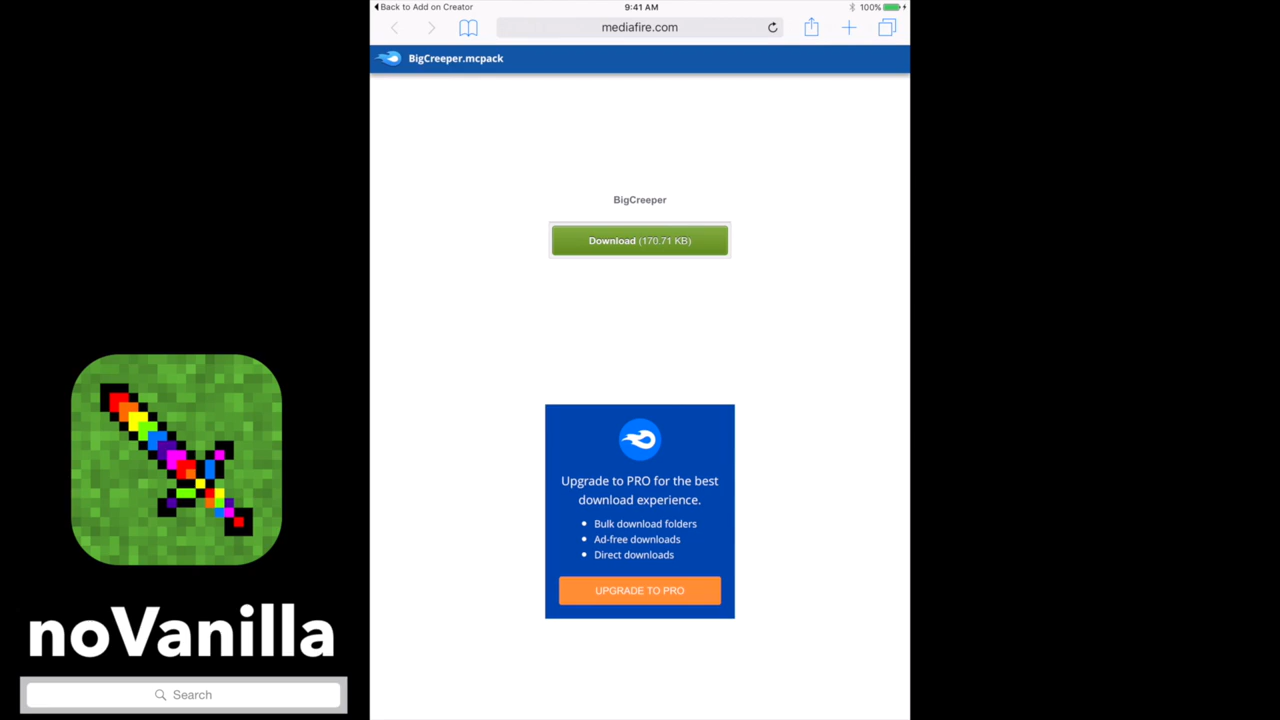 Back to Add on Creator
9:41 AM
100%
mediafire.com
BigCreeper.mcpack
BigCreeper
Download (170.71 KB)
Upgrade to PRO for the best
download experience.
Bulk download folders
Ad-free downloads
Direct downloads
UPGRADE TO PRO
noVanilla
Search